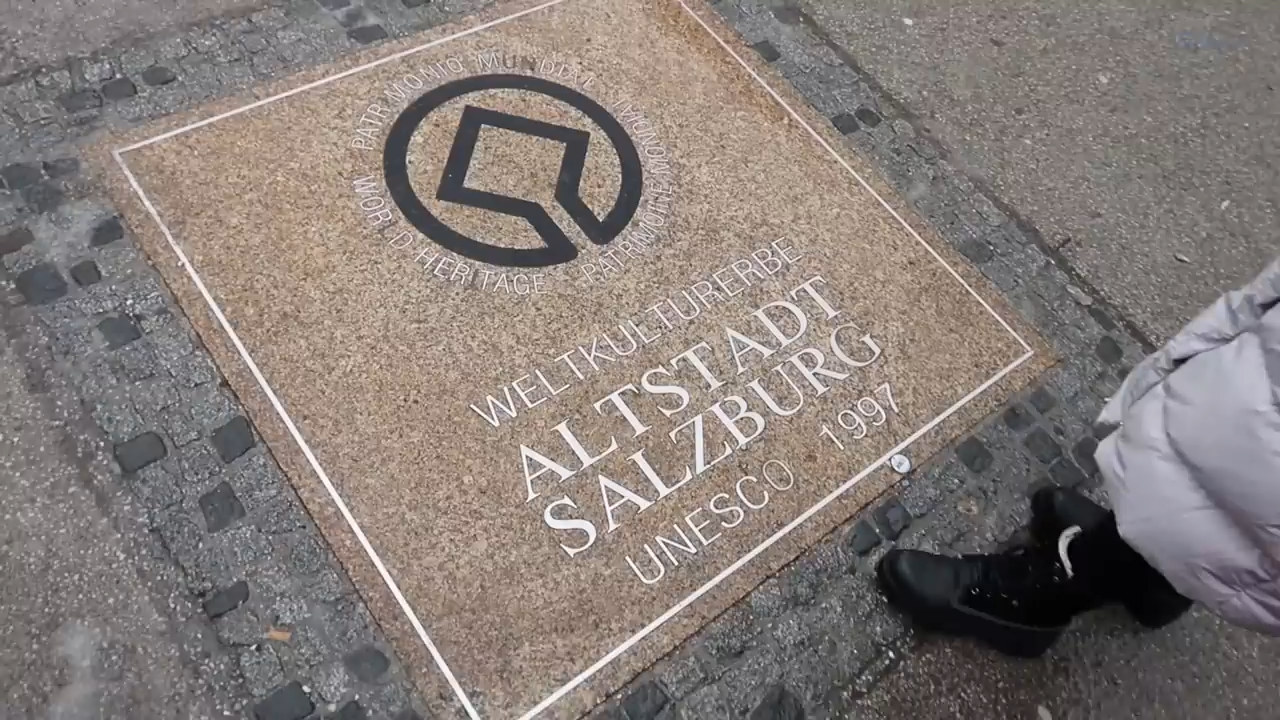 PATRIMONIO MUNDIAL
WORLD HERITAGE
PATRIMOINE MONDIAL
WELTKULTURERBE
ALTSTADT
SALZBURG
UNESCO 1997